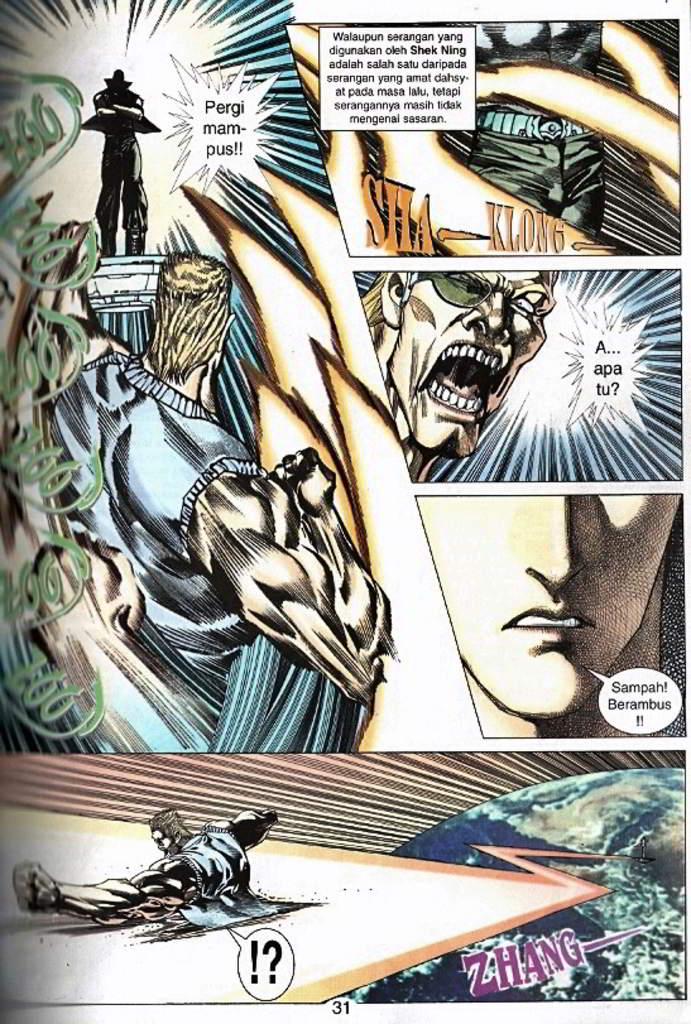 Pergi
mam-
pus!!
Walaupun serangan yang
digunakan oleh Shek Ning
adalah salah satu daripada
serangan yang amat dahsy-
at pada masa lalu, tetapi
serangannya masih tidak
mengenai sasaran.
SHA — KLONG —
A...
apa
tu?
Sampah!
Berambus
!!
!?
ZHANG—
31